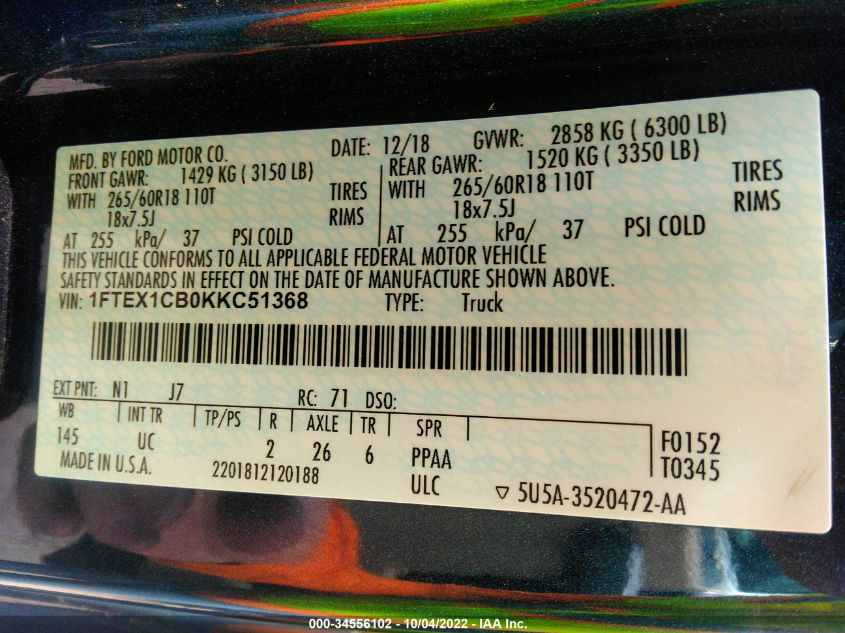 MFD. BY FORD MOTOR CO. DATE: 12/18 GVWR: 2858 KG ( 6300 LB)
FRONT GAWR: 1429 KG ( 3150 LB) REAR GAWR: 1520 KG ( 3350 LB)
WITH 265/60R18 110T TIRES WITH 265/60R18 110T TIRES
18x7.5J RIMS 18x7.5J RIMS
AT 255 kPa/ 37 PSI COLD AT 255 kPa/ 37 PSI COLD
THIS VEHICLE CONFORMS TO ALL APPLICABLE FEDERAL MOTOR VEHICLE
SAFETY STANDARDS IN EFFECT ON THE DATE OF MANUFACTURE SHOWN ABOVE.
VIN: 1FTEX1CB0KKC51368 TYPE: Truck
EXT PNT: N1 J7 RC: 71 DSO:
WB INT TR TP/PS R AXLE TR SPR
145 UC 2 26 6 PPAA F0152
MADE IN U.S.A. 2201812120188 ULC T0345
▽ 5U5A-3520472-AA
000-34556102 - 10/04/2022 - IAA Inc.